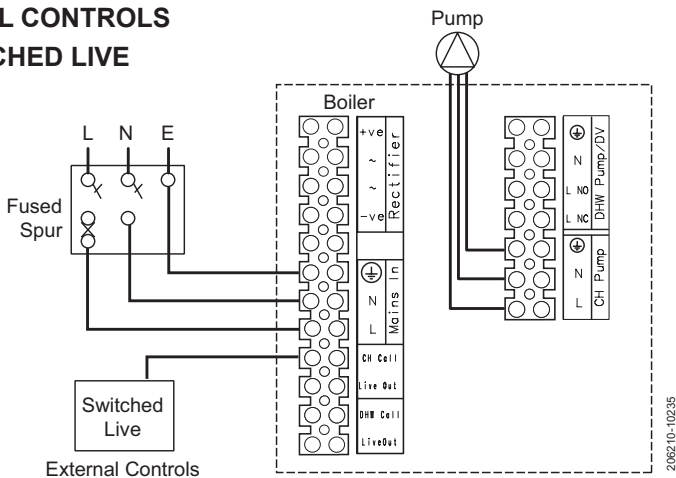 L CONTROLS
CHED LIVE
Pump
Boiler
L N E
Fused
Spur
+ve
~
~
-ve
Rectifier
N
L
Mains In
CH Call
Live Out
DHW Call
LiveOut
N
L NO
L NC
DHW Pump/DV
N
L
CH Pump
Switched
Live
External Controls
206210-10235